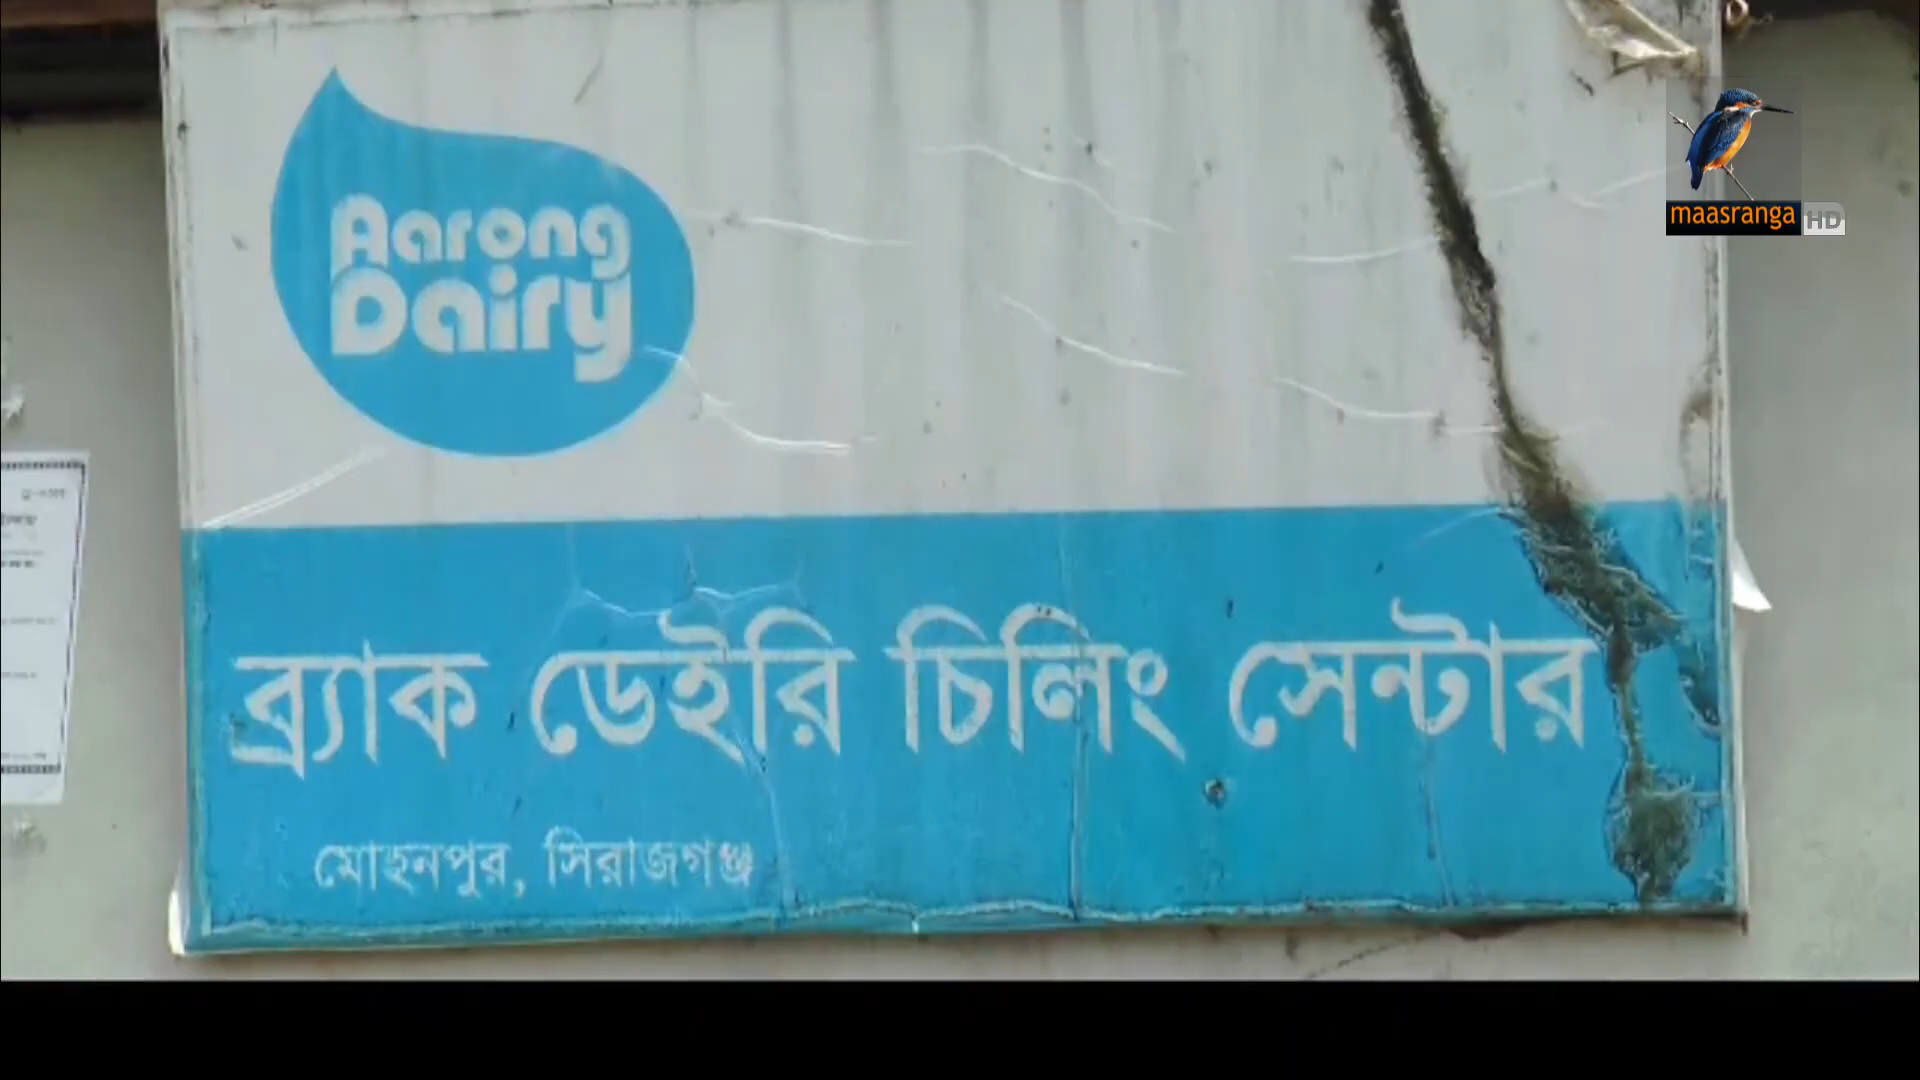 Aarong
Dairy
maasranga HD
ব্র্যাক ডেইরি চিলিং সেন্টার
মোহনপুর, সিরাজগঞ্জ